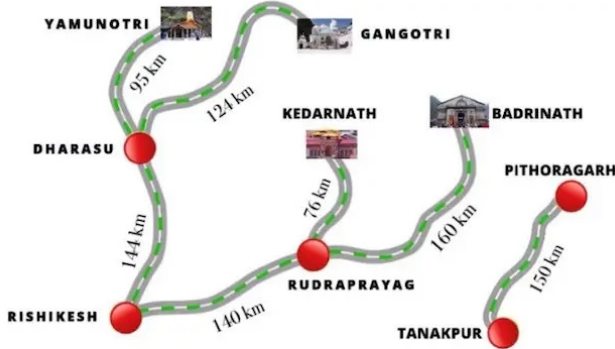 YAMUNOTRI
GANGOTRI
95 km
124 km
KEDARNATH
BADRINATH
DHARASU
PITHORAGARH
76 km
144 km
160 km
150 km
RUDRAPRAYAG
RISHIKESH
140 km
TANAKPUR